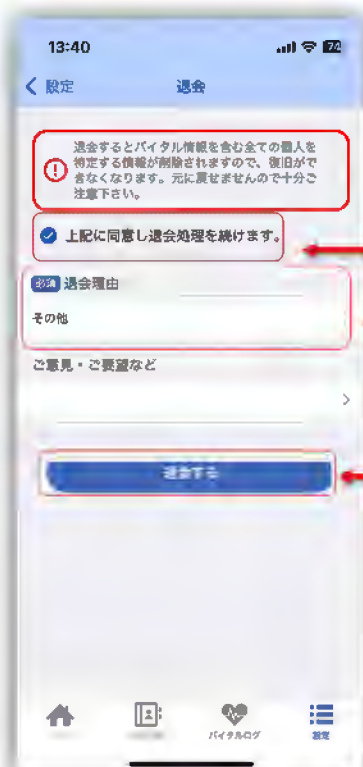 13:40
74
設定
退会
退会するとバイタル情報を含む全ての個人を
特定する情報が削除されますので、復旧がで
きなくなります。元に戻せませんので十分ご
注意下さい。
上記に同意し退会処理を続けます。
必須 退会理由
その他
ご意見・ご要望など
退会する
バイタルログ
設定